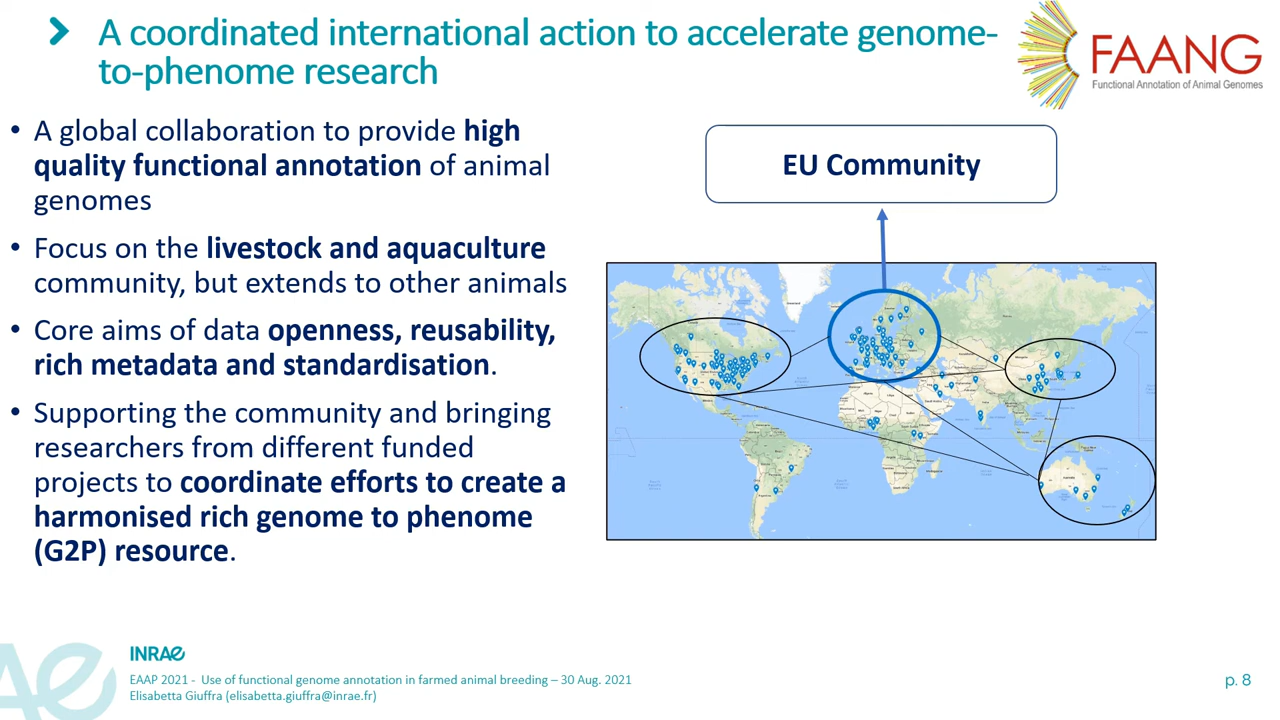 A coordinated international action to accelerate genome-
to-phenome research
FAANG
Functional Annotation of Animal Genomes
• A global collaboration to provide high
quality functional annotation of animal
genomes
• Focus on the livestock and aquaculture
community, but extends to other animals
• Core aims of data openness, reusability,
rich metadata and standardisation.
• Supporting the community and bringing
researchers from different funded
projects to coordinate efforts to create a
harmonised rich genome to phenome
(G2P) resource.
EU Community
INRAE
EAAP 2021 - Use of functional genome annotation in farmed animal breeding – 30 Aug. 2021
Elisabetta Giuffra (elisabetta.giuffra@inrae.fr)
p. 8